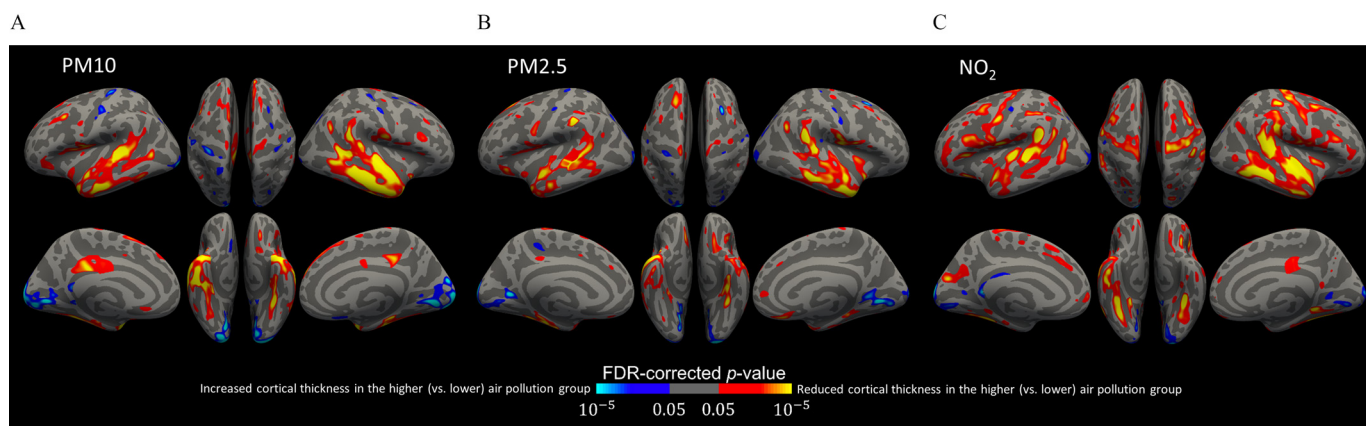 A
B
C
PM10
PM2.5
NO₂
FDR-corrected p-value
Increased cortical thickness in the higher (vs. lower) air pollution group
Reduced cortical thickness in the higher (vs. lower) air pollution group
10⁻⁵ 0.05 0.05 10⁻⁵